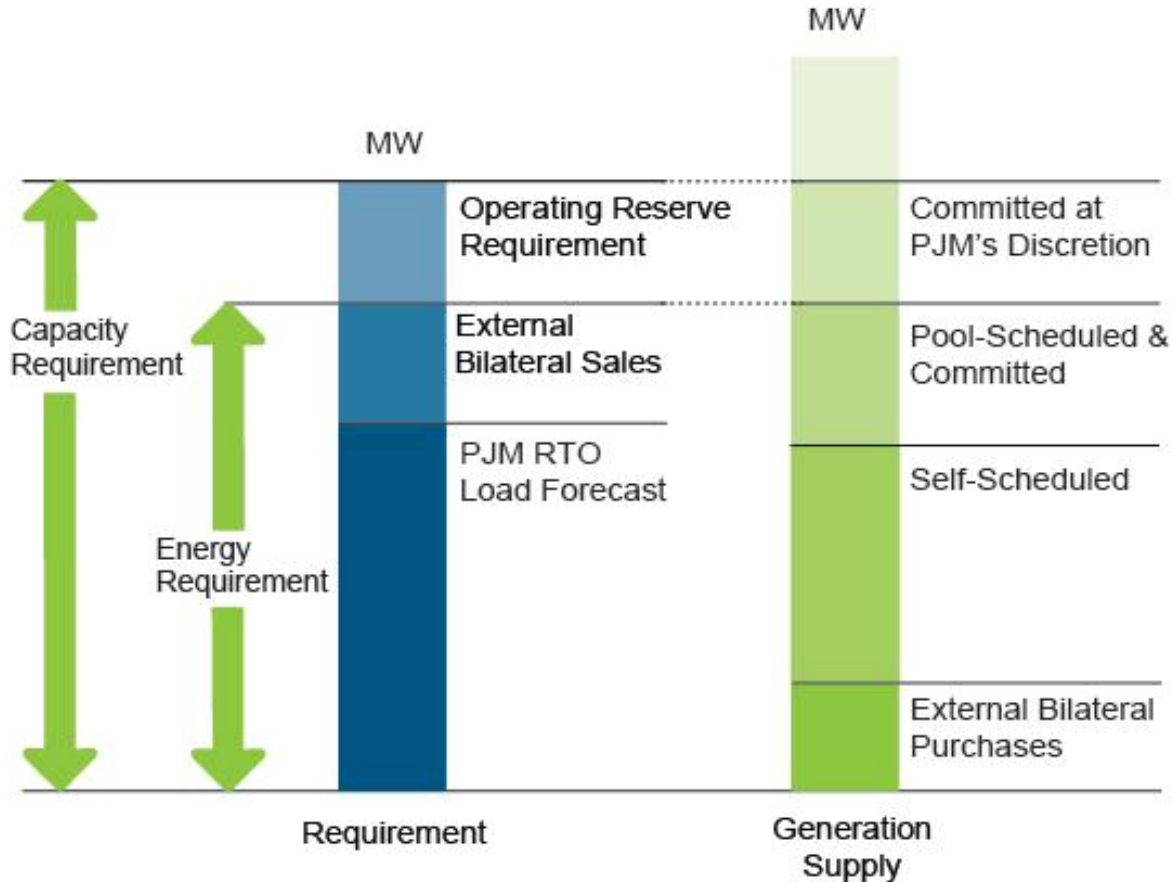 MW
MW
Operating Reserve
Requirement
Committed at
PJM's Discretion
Capacity
Requirement
External
Bilateral Sales
Pool-Scheduled &
Committed
PJM RTO
Load Forecast
Self-Scheduled
Energy
Requirement
External Bilateral
Purchases
Requirement
Generation
Supply